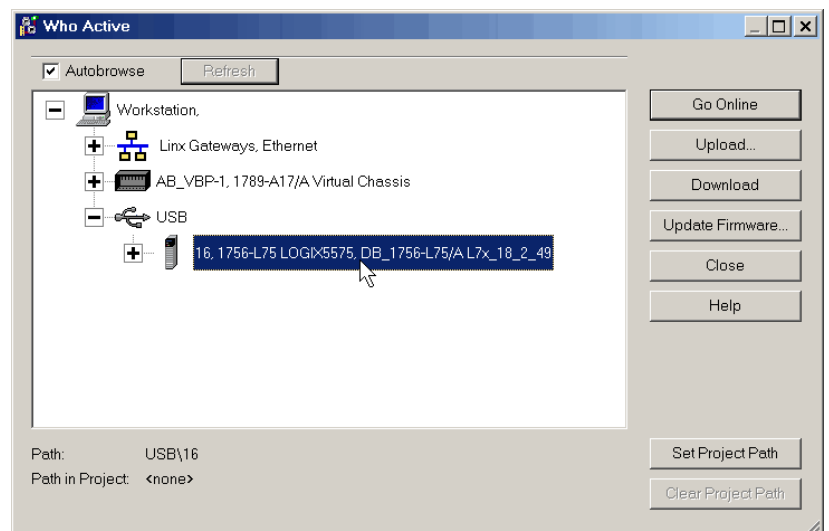 Who Active
Autobrowse Refresh
Workstation,
Linx Gateways, Ethernet
AB_VBP-1, 1789-A17/A Virtual Chassis
USB
16, 1756-L75 LOGIX5575, DB_1756-L75/A L7x_18_2_49
Go Online
Upload...
Download
Update Firmware...
Close
Help
Path: USB\16
Path in Project: <none>
Set Project Path
Clear Project Path